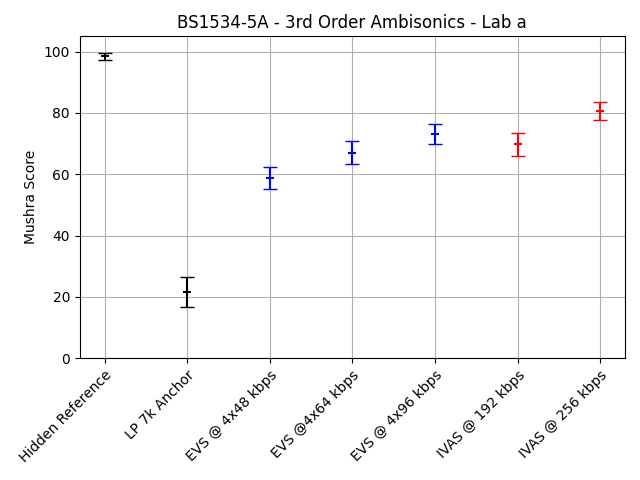 BS1534-5A - 3rd Order Ambisonics - Lab a
Mushra Score
100
80
60
40
20
0
Hidden Reference
LP 7k Anchor
EVS @ 4x48 kbps
EVS @4x64 kbps
EVS @ 4x96 kbps
IVAS @ 192 kbps
IVAS @ 256 kbps